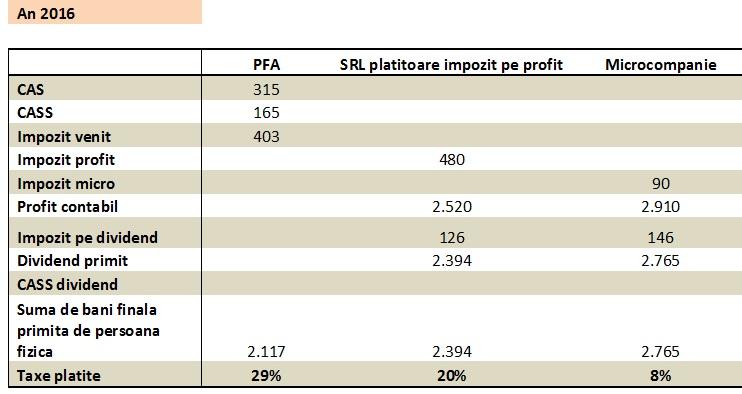 An 2016
PFA SRL platitoare impozit pe profit Microcompanie
CAS 315
CASS 165
Impozit venit 403
Impozit profit 480
Impozit micro 90
Profit contabil 2.520 2.910
Impozit pe dividend 126 146
Dividend primit 2.394 2.765
CASS dividend
Suma de bani finala
primita de persoana
fizica 2.117 2.394 2.765
Taxe platite 29% 20% 8%